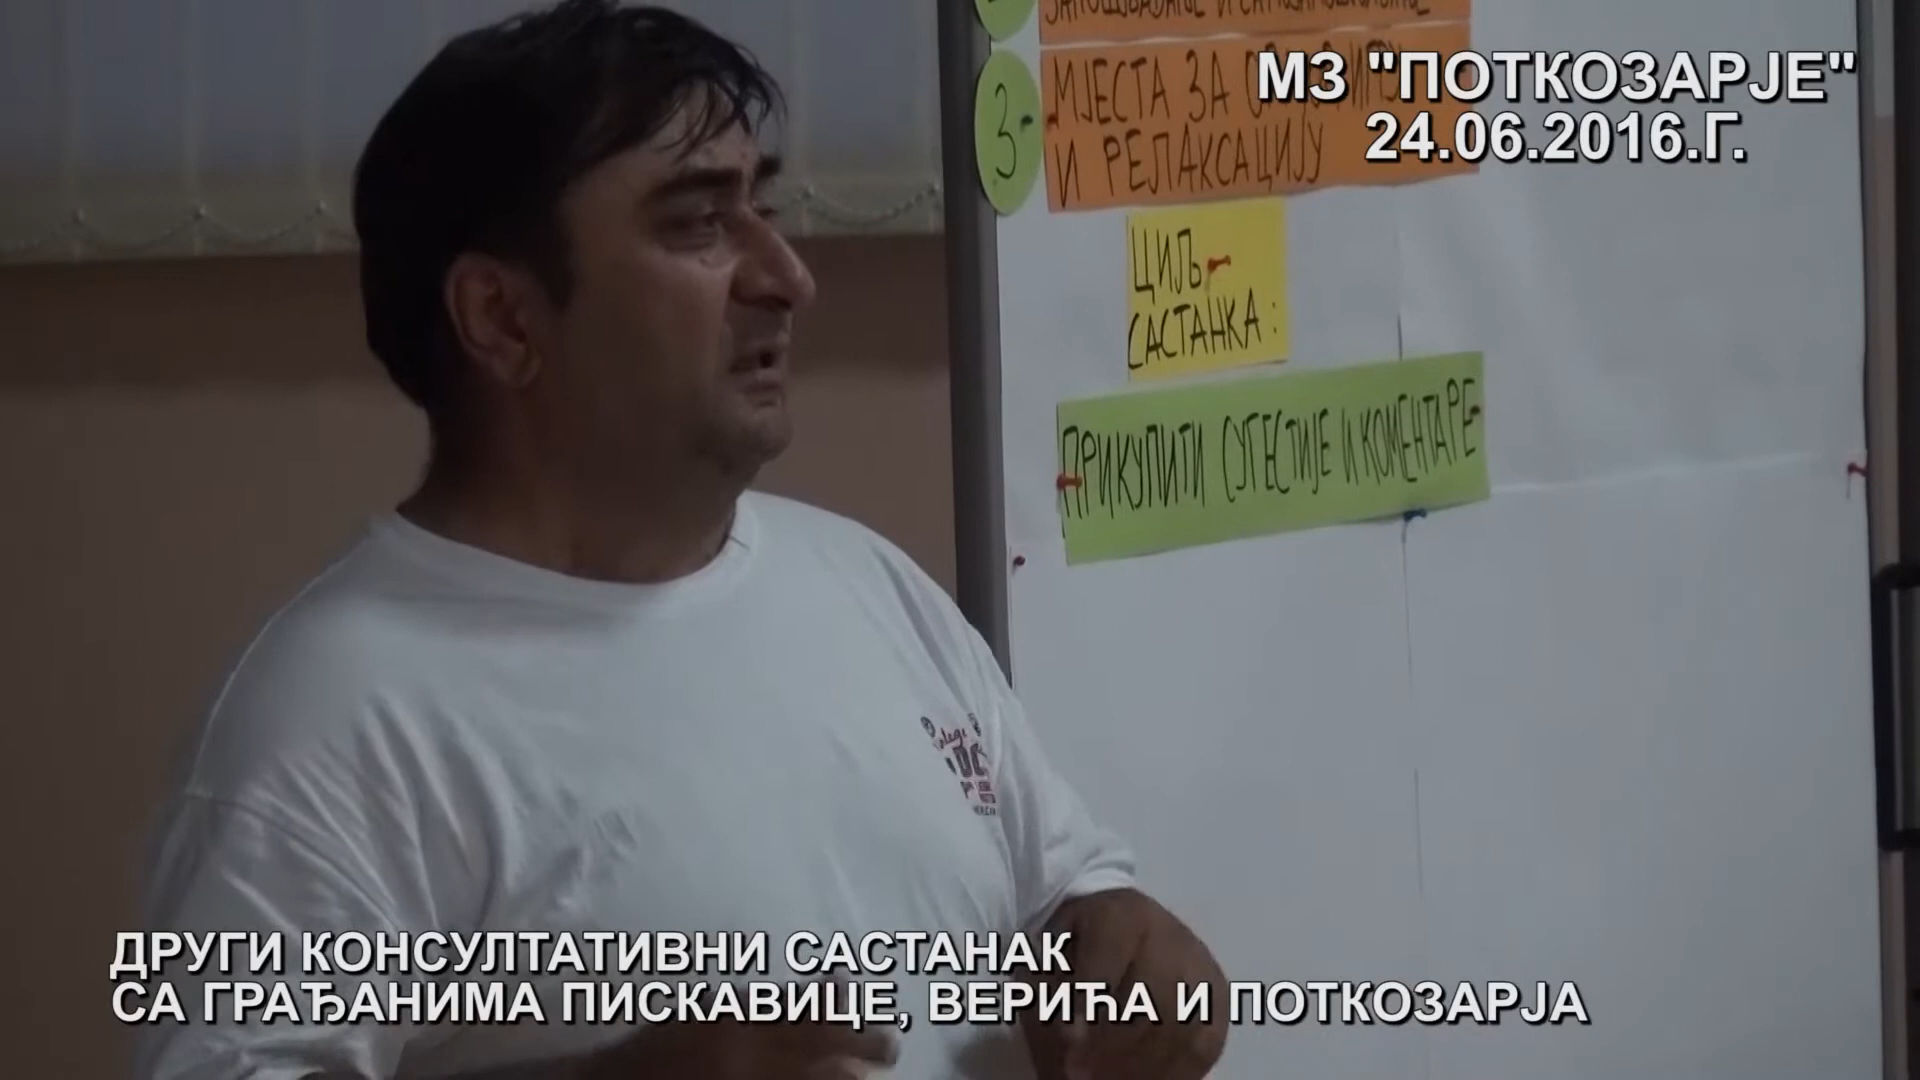 МЗ "ПОТКОЗАРЈЕ"
24.06.2016.Г.
3-
МЈЕСТА ЗА
И РЕЛАКСАЦИЈУ
ЦИЉ
САСТАНКА:
ПРИКУПИТИ СУГЕСТИЈЕ И КОМЕНТАРЕ
ДРУГИ КОНСУЛТАТИВНИ САСТАНАК
СА ГРАЂАНИМА ПИСКАВИЦЕ, ВЕРИЋА И ПОТКОЗАРЈА